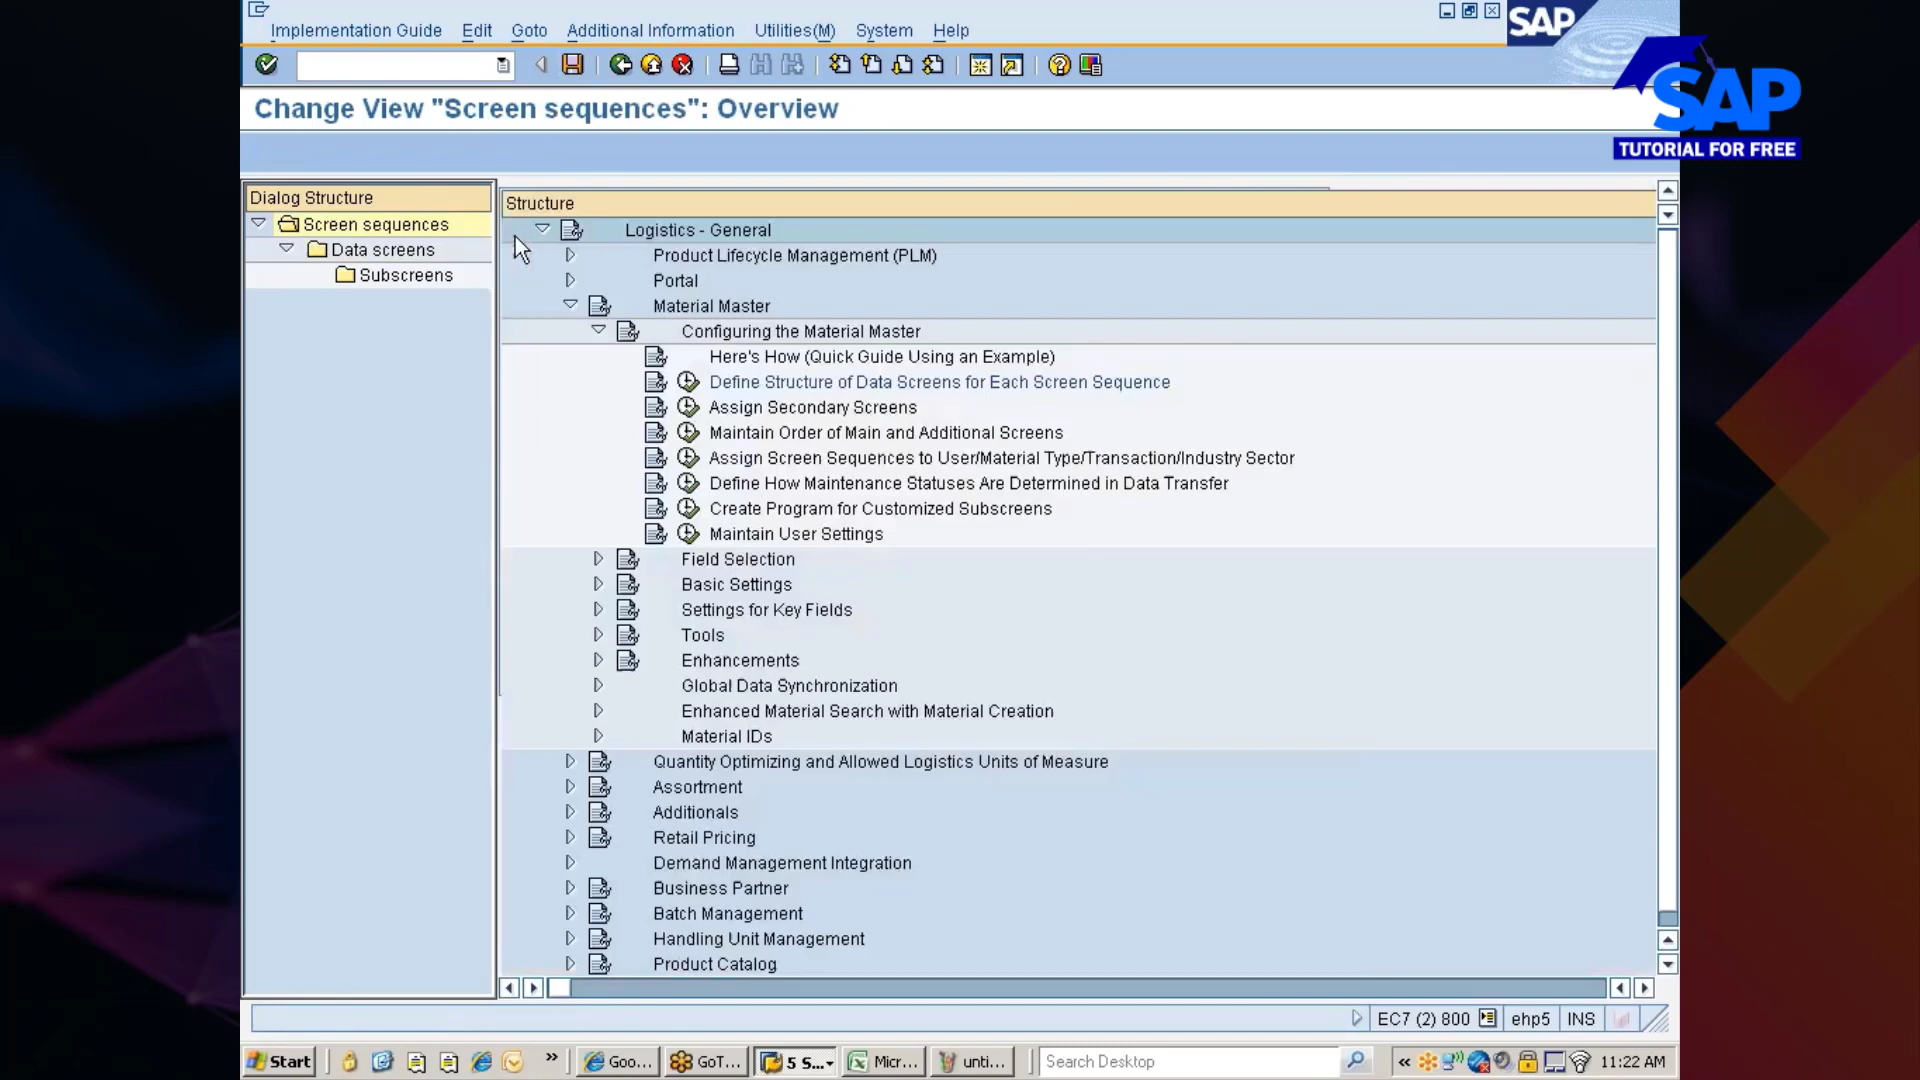 Implementation Guide Edit Goto Additional Information Utilities(M) System Help
SAP
SAP
TUTORIAL FOR FREE
Change View "Screen sequences": Overview
Dialog Structure
Screen sequences
Data screens
Subscreens
Structure
Logistics - General
Product Lifecycle Management (PLM)
Portal
Material Master
Configuring the Material Master
Here's How (Quick Guide Using an Example)
Define Structure of Data Screens for Each Screen Sequence
Assign Secondary Screens
Maintain Order of Main and Additional Screens
Assign Screen Sequences to User/Material Type/Transaction/Industry Sector
Define How Maintenance Statuses Are Determined in Data Transfer
Create Program for Customized Subscreens
Maintain User Settings
Field Selection
Basic Settings
Settings for Key Fields
Tools
Enhancements
Global Data Synchronization
Enhanced Material Search with Material Creation
Material IDs
Quantity Optimizing and Allowed Logistics Units of Measure
Assortment
Additionals
Retail Pricing
Demand Management Integration
Business Partner
Batch Management
Handling Unit Management
Product Catalog
EC7 (2) 800 ehp5 INS
Start » Goo... GoT... 5 S... Micr... unti... Search Desktop « 11:22 AM